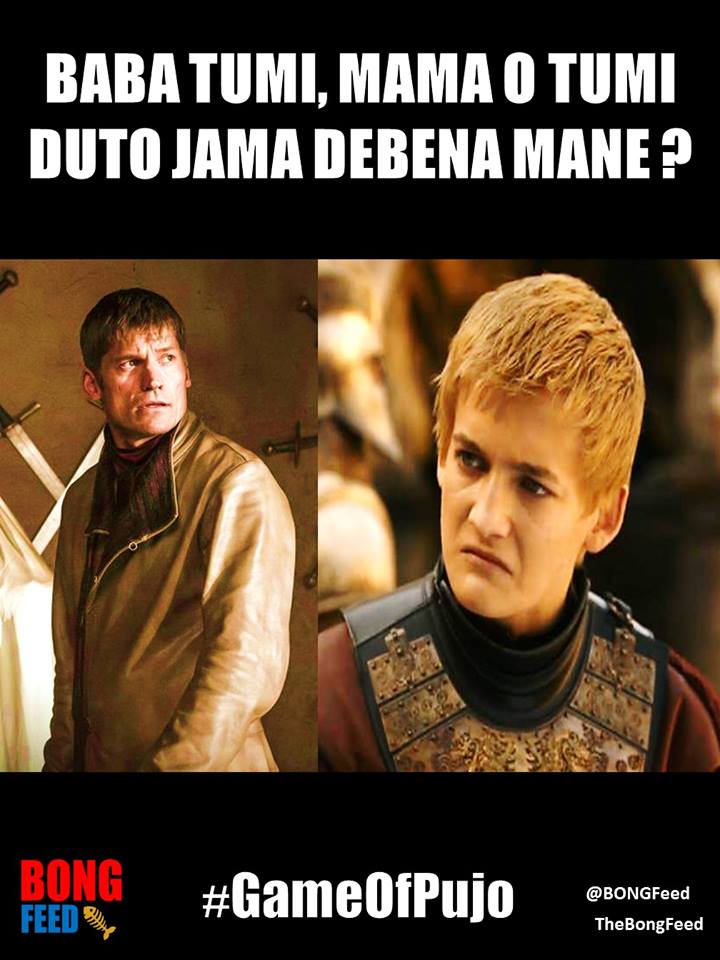 BABA TUMI, MAMA O TUMI
DUTO JAMA DEBENA MANE ?
BONG
FEED
#GameOfPujo
@BONGFeed
TheBongFeed